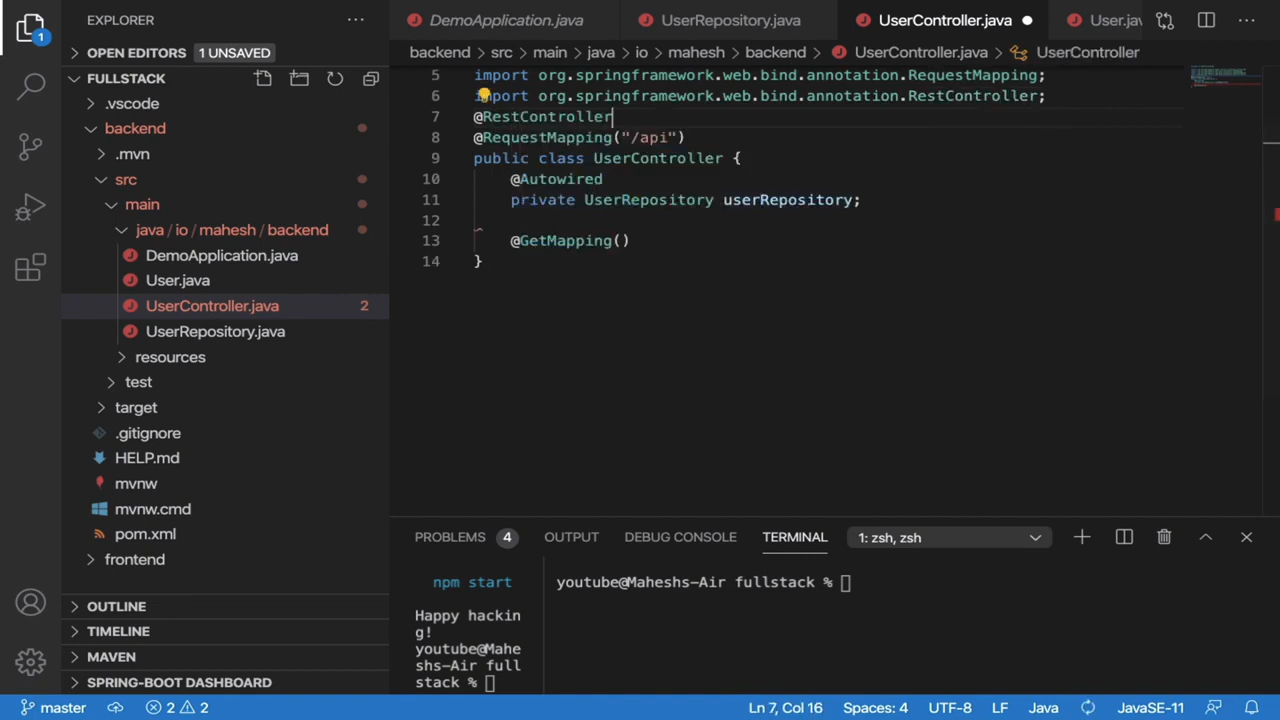 EXPLORER
1
OPEN EDITORS 1 UNSAVED
FULLSTACK
.vscode
backend
.mvn
src
main
java / io / mahesh / backend
DemoApplication.java
User.java
UserController.java 2
UserRepository.java
resources
test
target
.gitignore
HELP.md
mvnw
mvnw.cmd
pom.xml
frontend
OUTLINE
TIMELINE
MAVEN
SPRING-BOOT DASHBOARD
DemoApplication.java UserRepository.java UserController.java User.jav
backend > src > main > java > io > mahesh > backend > UserController.java > UserController
5 import org.springframework.web.bind.annotation.RequestMapping;
6 import org.springframework.web.bind.annotation.RestController;
7 @RestController
8 @RequestMapping("/api")
9 public class UserController {
10 @Autowired
11 private UserRepository userRepository;
12
13 @GetMapping()
14 }
PROBLEMS 4 OUTPUT DEBUG CONSOLE TERMINAL 1: zsh, zsh
npm start
Happy hackin
g!
youtube@Mahe
shs-Air full
stack %
youtube@Maheshs-Air fullstack %
master 2 2 Ln 7, Col 16 Spaces: 4 UTF-8 LF Java JavaSE-11